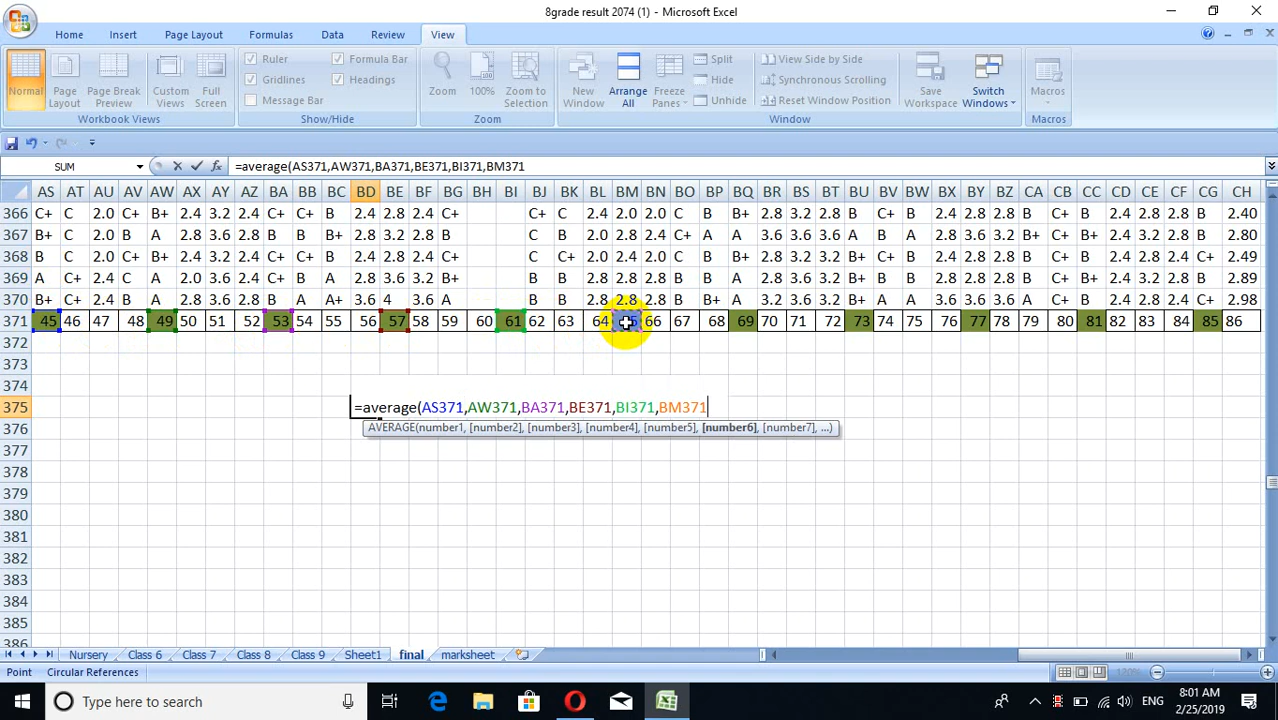 8grade result 2074 (1) - Microsoft Excel
Home Insert Page Layout Formulas Data Review View
Normal Page Layout Page Break Preview Custom Views Full Screen
Workbook Views
Ruler Formula Bar
Gridlines Headings
Message Bar
Show/Hide
Zoom 100% Zoom to Selection
Zoom
New Window Arrange All Freeze Panes
Split View Side by Side
Hide Synchronous Scrolling
Unhide Reset Window Position
Save Workspace Switch Windows
Window
Macros
Macros
SUM =average(AS371,AW371,BA371,BE371,BI371,BM371
AS AT AU AV AW AX AY AZ BA BB BC BD BE BF BG BH BI BJ BK BL BM BN BO BP BQ BR BS BT BU BV BW BX BY BZ CA CB CC CD CE CF CG CH
366 C+ C 2.0 C+ B+ 2.4 3.2 2.4 C+ C+ B 2.4 2.8 2.4 C+ C+ C 2.4 2.0 2.0 C B B+ 2.8 3.2 2.8 B C+ B 2.4 2.8 2.8 B C+ B 2.4 2.8 2.8 B 2.40
367 B+ C 2.0 B A 2.8 3.6 2.8 B B B+ 2.8 3.2 2.8 B C B 2.0 2.8 2.4 C+ A A 3.6 3.6 3.6 A B A 2.8 3.6 3.6 B+ C+ B+ 2.4 3.2 2.8 B 2.80
368 B C 2.0 C+ B+ 2.4 3.2 2.4 C+ C+ B 2.4 2.8 2.4 C+ C C+ 2.0 2.4 2.0 C B B 2.8 2.8 2.8 B C+ B 2.4 2.8 2.8 B C+ B 2.4 2.8 2.8 B 2.49
369 A C+ 2.4 C A 2.0 3.6 2.4 C+ B A 2.8 3.6 3.2 B+ B B 2.8 2.8 2.8 B B A 2.8 3.6 3.2 B+ B A 2.8 3.6 2.8 B C+ B+ 2.4 3.2 2.8 B 2.89
370 B+ C+ 2.4 B A 2.8 3.6 2.8 B A A+ 3.6 4 3.6 A B B 2.8 2.8 2.8 B B+ A 3.2 3.6 3.2 B+ B A 2.8 3.6 2.8 B C+ B 2.4 2.8 2.8 B 2.98
371 45 46 47 48 49 50 51 52 53 54 55 56 57 58 59 60 61 62 63 64 65 66 67 68 69 70 71 72 73 74 75 76 77 78 79 80 81 82 83 84 85 86
372
373
374
375 =average(AS371,AW371,BA371,BE371,BI371,BM371
376 AVERAGE(number1, [number2], [number3], [number4], [number5], [number6], [number7], ...)
377
378
379
380
381
382
383
384
385
386
Nursery Class 6 Class 7 Class 8 Class 9 Sheet1 final marksheet
Point Circular References 120%
Type here to search ENG 8:01 AM
2/25/2019